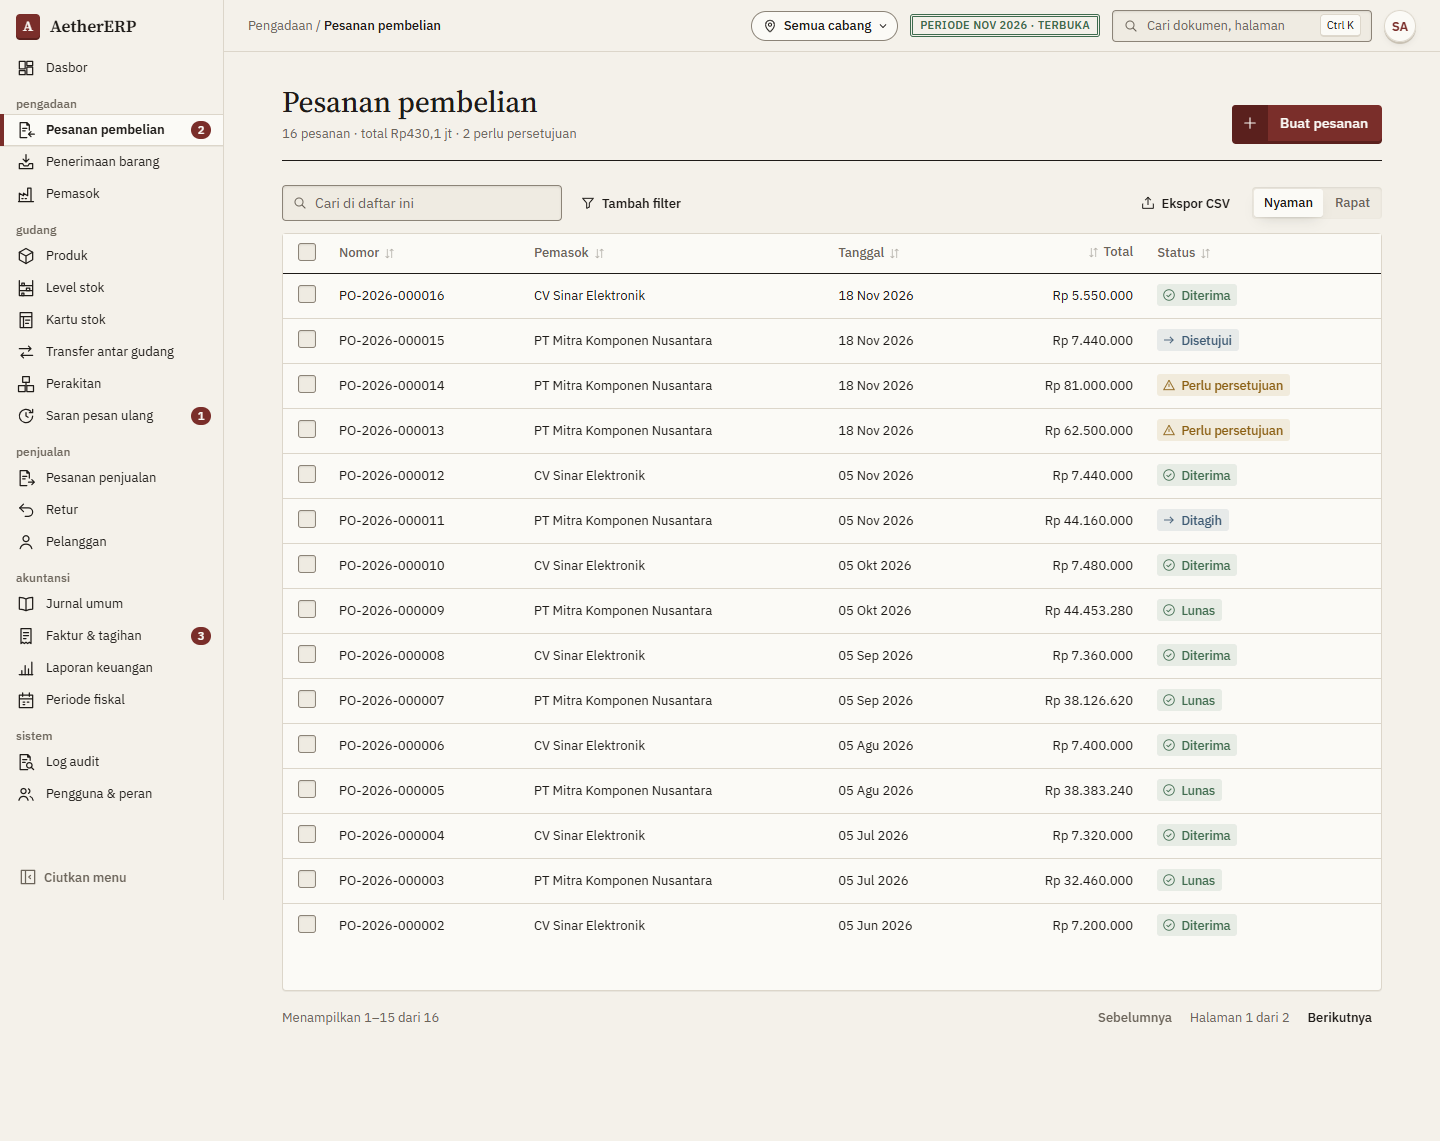 A AetherERP
Dasbor
pengadaan
Pesanan pembelian 2
Penerimaan barang
Pemasok
gudang
Produk
Level stok
Kartu stok
Transfer antar gudang
Perakitan
Saran pesan ulang 1
penjualan
Pesanan penjualan
Retur
Pelanggan
akuntansi
Jurnal umum
Faktur & tagihan 3
Laporan keuangan
Periode fiskal
sistem
Log audit
Pengguna & peran
Ciutkan menu
Pengadaan / Pesanan pembelian
Semua cabang
PERIODE NOV 2026 · TERBUKA
Cari dokumen, halaman Ctrl K
SA
Pesanan pembelian
16 pesanan · total Rp430,1 jt · 2 perlu persetujuan
Buat pesanan
Cari di daftar ini
Tambah filter
Ekspor CSV
Nyaman Rapat
Nomor Pemasok Tanggal Total Status
PO-2026-000016 CV Sinar Elektronik 18 Nov 2026 Rp 5.550.000 Diterima
PO-2026-000015 PT Mitra Komponen Nusantara 18 Nov 2026 Rp 7.440.000 Disetujui
PO-2026-000014 PT Mitra Komponen Nusantara 18 Nov 2026 Rp 81.000.000 Perlu persetujuan
PO-2026-000013 PT Mitra Komponen Nusantara 18 Nov 2026 Rp 62.500.000 Perlu persetujuan
PO-2026-000012 CV Sinar Elektronik 05 Nov 2026 Rp 7.440.000 Diterima
PO-2026-000011 PT Mitra Komponen Nusantara 05 Nov 2026 Rp 44.160.000 Ditagih
PO-2026-000010 CV Sinar Elektronik 05 Okt 2026 Rp 7.480.000 Diterima
PO-2026-000009 PT Mitra Komponen Nusantara 05 Okt 2026 Rp 44.453.280 Lunas
PO-2026-000008 CV Sinar Elektronik 05 Sep 2026 Rp 7.360.000 Diterima
PO-2026-000007 PT Mitra Komponen Nusantara 05 Sep 2026 Rp 38.126.620 Lunas
PO-2026-000006 CV Sinar Elektronik 05 Agu 2026 Rp 7.400.000 Diterima
PO-2026-000005 PT Mitra Komponen Nusantara 05 Agu 2026 Rp 38.383.240 Lunas
PO-2026-000004 CV Sinar Elektronik 05 Jul 2026 Rp 7.320.000 Diterima
PO-2026-000003 PT Mitra Komponen Nusantara 05 Jul 2026 Rp 32.460.000 Lunas
PO-2026-000002 CV Sinar Elektronik 05 Jun 2026 Rp 7.200.000 Diterima
Menampilkan 1–15 dari 16
Sebelumnya Halaman 1 dari 2 Berikutnya